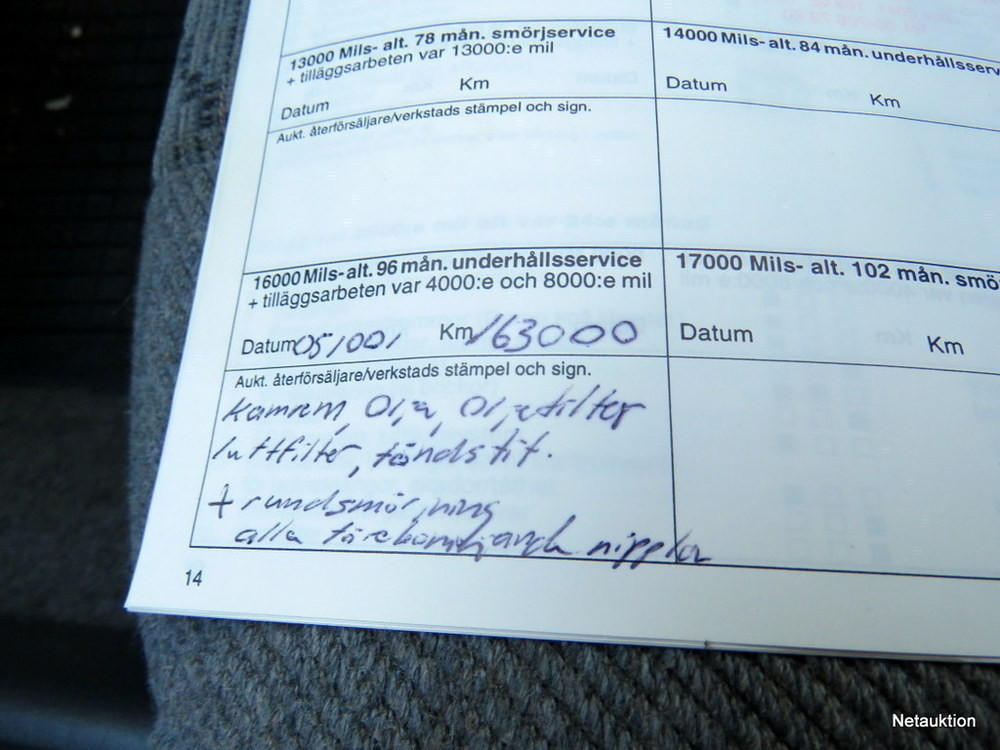 13000 Mils- alt. 78 mån. smörjservice
+ tilläggsarbeten var 13000:e mil
Datum Km
Aukt. återförsäljare/verkstads stämpel och sign.
14000 Mils- alt. 84 mån. underhållsserv
Datum Km
16000 Mils- alt. 96 mån. underhållsservice
+ tilläggsarbeten var 4000:e och 8000:e mil
Datum 051001 Km 163000
Aukt. återförsäljare/verkstads stämpel och sign.
Kamrem, Olja, Oljefilter
luftfilter, tändstift.
+ rundsmörjning
alla förekommande nipplar
17000 Mils- alt. 102 mån. smö
Datum Km
14
Netauktion